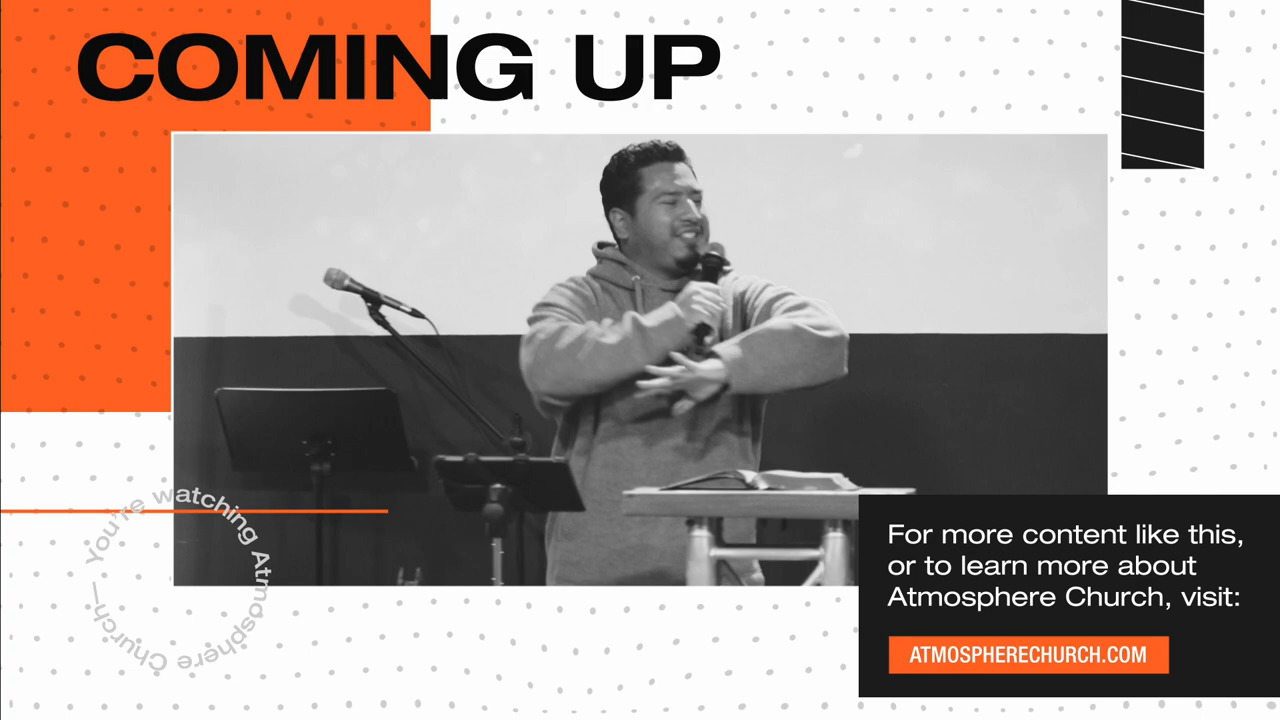 COMING UP
You're watching Atmosphere Church—
For more content like this,
or to learn more about
Atmosphere Church, visit:
ATMOSPHERECHURCH.COM